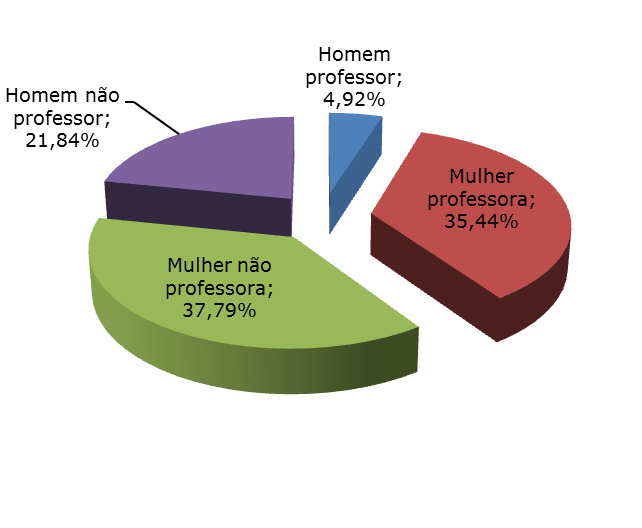 Homem
professor;
4,92%
Homem não
professor;
21,84%
Mulher
professora;
35,44%
Mulher não
professora;
37,79%